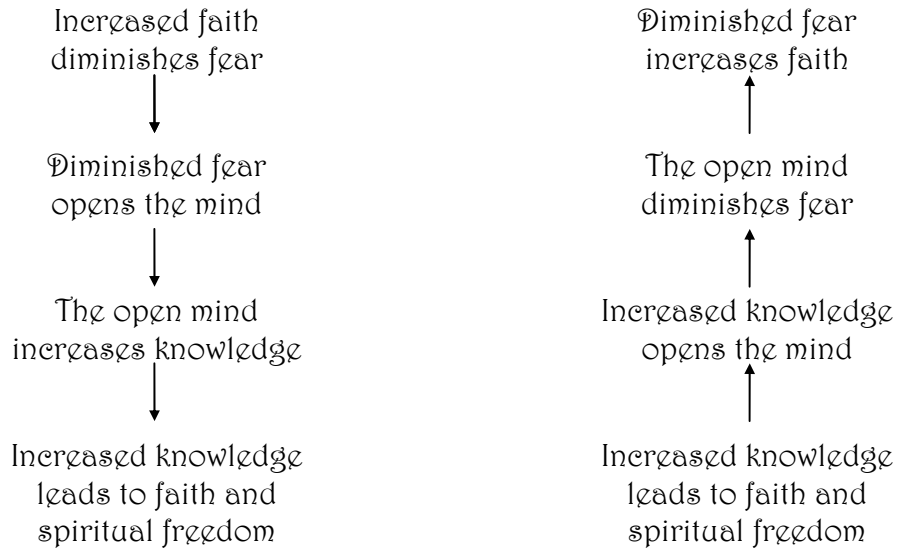 Increased faith
diminishes fear
Diminished fear
opens the mind
The open mind
increases knowledge
Increased knowledge
leads to faith and
spiritual freedom
Diminished fear
increases faith
The open mind
diminishes fear
Increased knowledge
opens the mind
Increased knowledge
leads to faith and
spiritual freedom